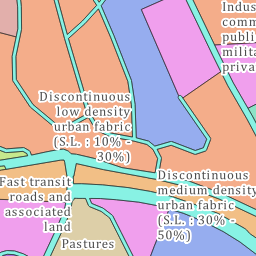 Indus
comm
publi
milita
priva
Discontinuous
low density
urban fabric
(S.L. : 10% -
30%)
Fast transit
roads and
associated
land
Discontinuous
medium density
urban fabric
(S.L. : 30% -
50%)
Pastures